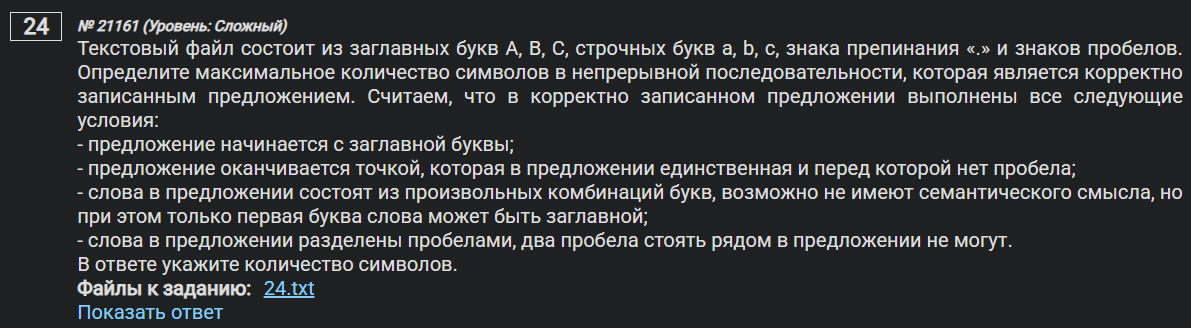 24
№ 21161 (Уровень: Сложный)
Текстовый файл состоит из заглавных букв A, B, C, строчных букв a, b, c, знака препинания «.» и знаков пробелов.
Определите максимальное количество символов в непрерывной последовательности, которая является корректно
записанным предложением. Считаем, что в корректно записанном предложении выполнены все следующие
условия:
- предложение начинается с заглавной буквы;
- предложение оканчивается точкой, которая в предложении единственная и перед которой нет пробела;
- слова в предложении состоят из произвольных комбинаций букв, возможно не имеют семантического смысла, но
при этом только первая буква слова может быть заглавной;
- слова в предложении разделены пробелами, два пробела стоять рядом в предложении не могут.
В ответе укажите количество символов.
Файлы к заданию: 24.txt
Показать ответ